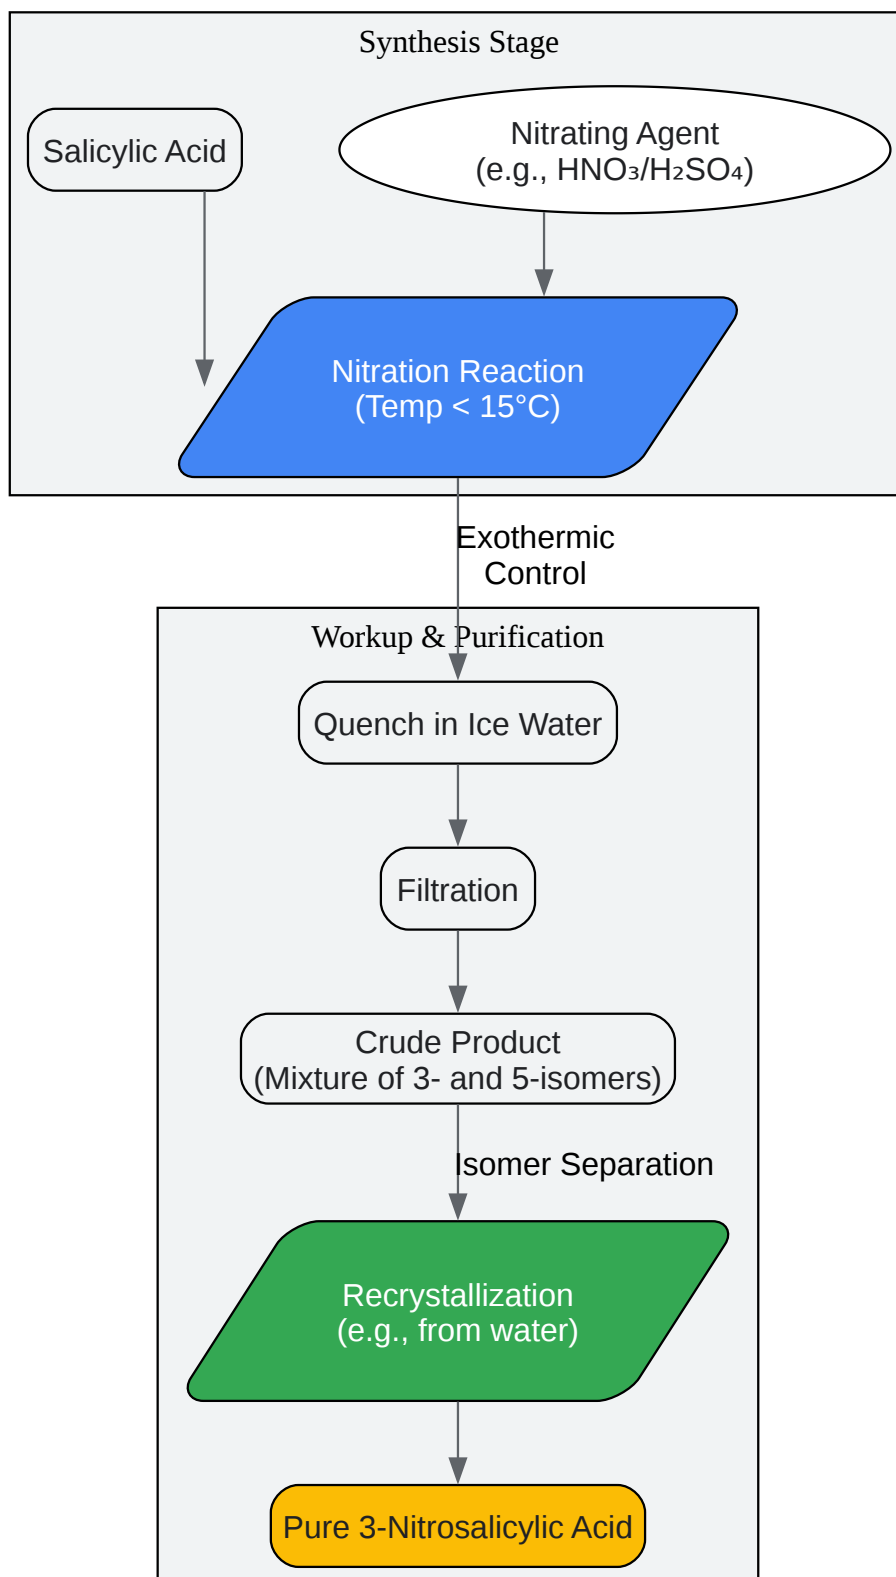 Synthesis Stage
Salicylic Acid
Nitrating Agent
(e.g., HNO₃/H₂SO₄)
Nitration Reaction
(Temp < 15°C)
Exothermic
Control
Workup & Purification
Quench in Ice Water
Filtration
Crude Product
(Mixture of 3- and 5-isomers)
Isomer Separation
Recrystallization
(e.g., from water)
Pure 3-Nitrosalicylic Acid